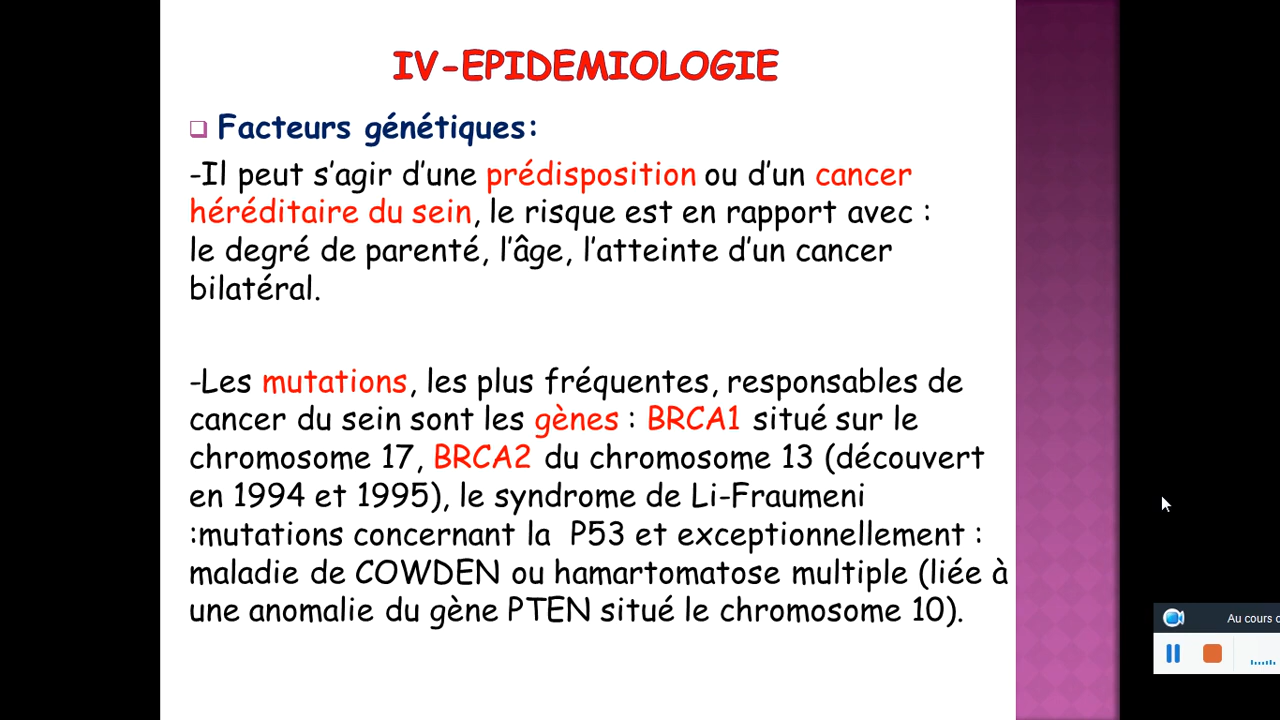 IV-EPIDEMIOLOGIE
Facteurs génétiques:
-Il peut s’agir d’une prédisposition ou d’un cancer
héréditaire du sein, le risque est en rapport avec :
le degré de parenté, l’âge, l’atteinte d’un cancer
bilatéral.
-Les mutations, les plus fréquentes, responsables de
cancer du sein sont les gènes : BRCA1 situé sur le
chromosome 17, BRCA2 du chromosome 13 (découvert
en 1994 et 1995), le syndrome de Li-Fraumeni
:mutations concernant la P53 et exceptionnellement :
maladie de COWDEN ou hamartomatose multiple (liée à
une anomalie du gène PTEN situé le chromosome 10).
Au cours